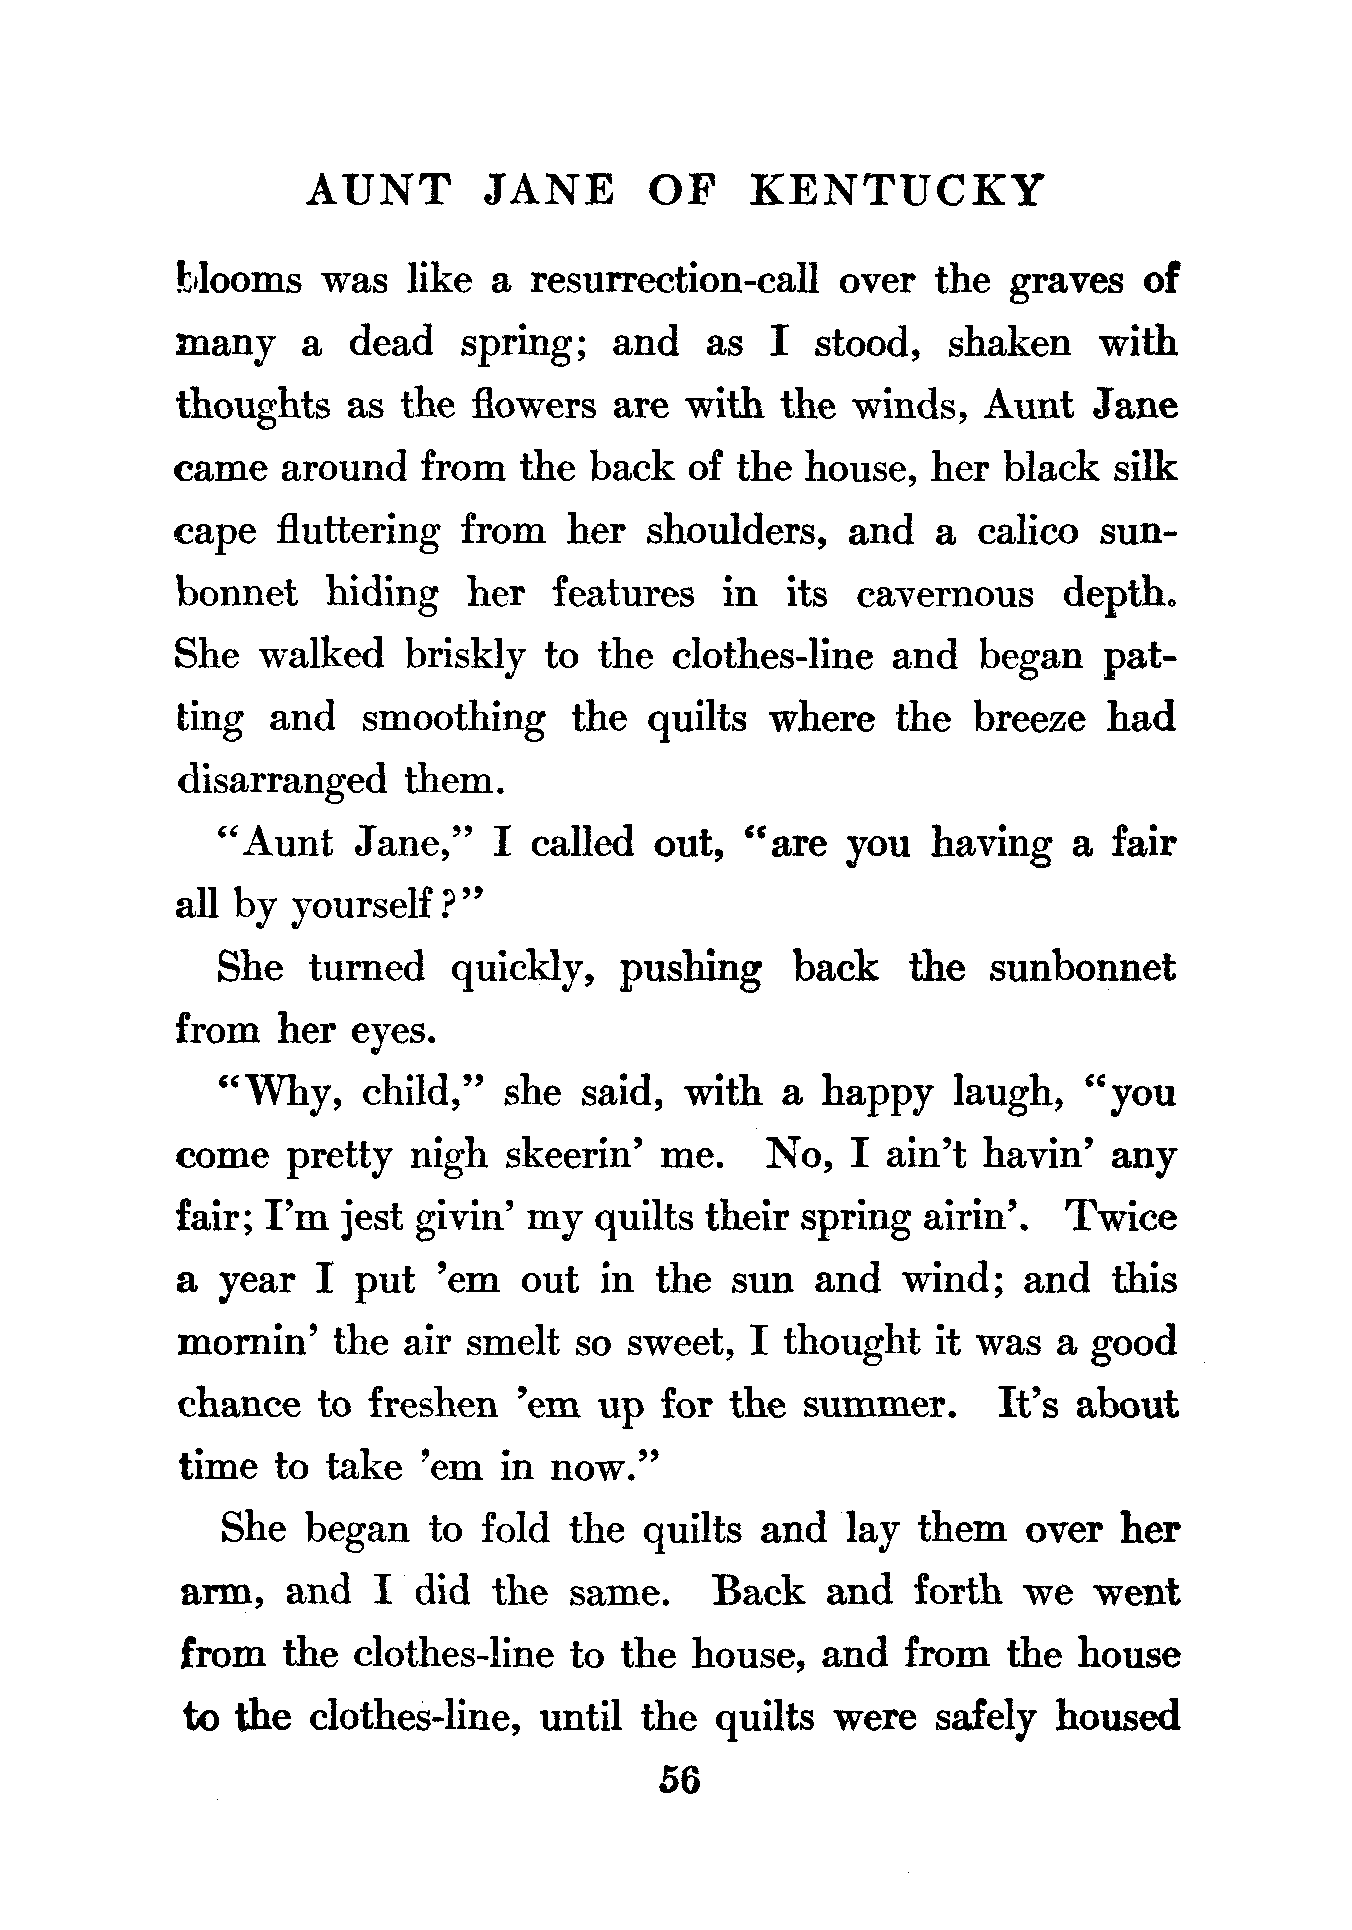 AUNT JANE OF KENTUCKY
blooms was like a resurrection-call over the graves of
many a dead spring; and as I stood, shaken with
thoughts as the flowers are with the winds, Aunt Jane
came around from the back of the house, her black silk
cape fluttering from her shoulders, and a calico sun-
bonnet hiding her features in its cavernous depth.
She walked briskly to the clothes-line and began pat-
ting and smoothing the quilts where the breeze had
disarranged them.
“Aunt Jane,” I called out, “are you having a fair
all by yourself?”
She turned quickly, pushing back the sunbonnet
from her eyes.
“Why, child,” she said, with a happy laugh, “you
come pretty nigh skeerin’ me. No, I ain’t havin’ any
fair; I’m jest givin’ my quilts their spring airin’. Twice
a year I put ’em out in the sun and wind; and this
mornin’ the air smelt so sweet, I thought it was a good
chance to freshen ’em up for the summer. It’s about
time to take ’em in now.”
She began to fold the quilts and lay them over her
arm, and I did the same. Back and forth we went
from the clothes-line to the house, and from the house
to the clothes-line, until the quilts were safely housed
56